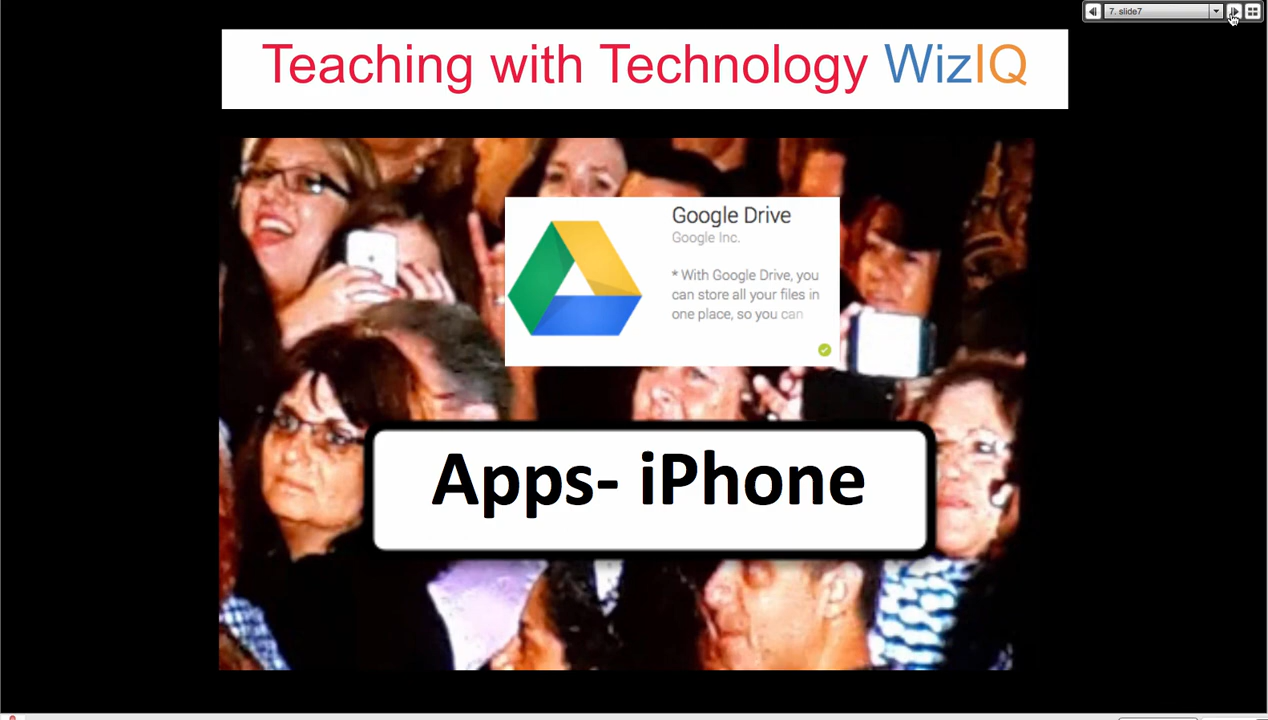 7. slide7
Teaching with Technology WizIQ
Google Drive
Google Inc.
* With Google Drive, you
can store all your files in
one place, so you can
Apps- iPhone